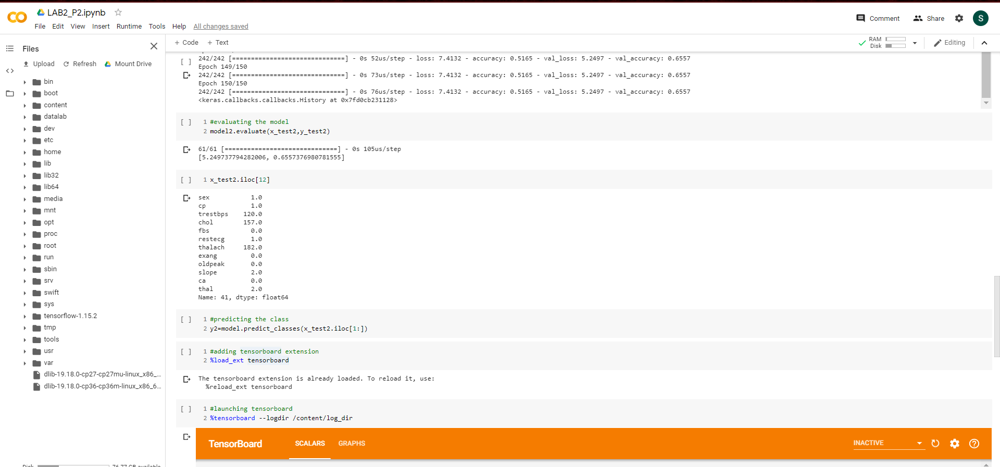 LAB2_P2.ipynb
File Edit View Insert Runtime Tools Help All changes saved
Comment Share S
Files
Upload Refresh Mount Drive
bin
boot
content
datalab
dev
etc
home
lib
lib32
lib64
media
mnt
opt
proc
root
run
sbin
srv
swift
sys
tensorflow-1.15.2
tmp
tools
usr
var
dlib-19.18.0-cp27-cp27mu-linux_x86_...
dlib-19.18.0-cp36-cp36m-linux_x86_6...
Disk 76.77 GB available
+ Code + Text
RAM
Disk
Editing
[ ] 242/242 [==============================] - 0s 52us/step - loss: 7.4132 - accuracy: 0.5165 - val_loss: 5.2497 - val_accuracy: 0.6557
Epoch 149/150
242/242 [==============================] - 0s 73us/step - loss: 7.4132 - accuracy: 0.5165 - val_loss: 5.2497 - val_accuracy: 0.6557
Epoch 150/150
242/242 [==============================] - 0s 76us/step - loss: 7.4132 - accuracy: 0.5165 - val_loss: 5.2497 - val_accuracy: 0.6557
<keras.callbacks.callbacks.History at 0x7fd0cb231128>
[ ] 1 #evaluating the model
2 model2.evaluate(x_test2,y_test2)
61/61 [==============================] - 0s 105us/step
[5.249737794282006, 0.6557376980781555]
[ ] 1 x_test2.iloc[12]
sex 1.0
cp 1.0
trestbps 120.0
chol 157.0
fbs 0.0
restecg 1.0
thalach 182.0
exang 0.0
oldpeak 0.0
slope 2.0
ca 0.0
thal 2.0
Name: 41, dtype: float64
[ ] 1 #predicting the class
2 y2=model.predict_classes(x_test2.iloc[1:])
[ ] 1 #adding tensorboard extension
2 %load_ext tensorboard
The tensorboard extension is already loaded. To reload it, use:
%reload_ext tensorboard
[ ] 1 #launching tensorboard
2 %tensorboard --logdir /content/log_dir
TensorBoard SCALARS GRAPHS INACTIVE